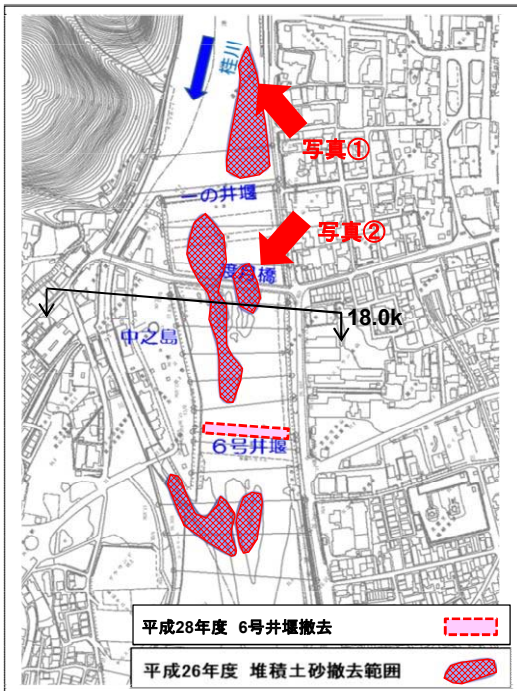 桂川
写真①
一の井堰
写真②
渡月橋
18.0k
中之島
6号井堰
平成28年度 6号井堰撤去
平成26年度 堆積土砂撤去範囲